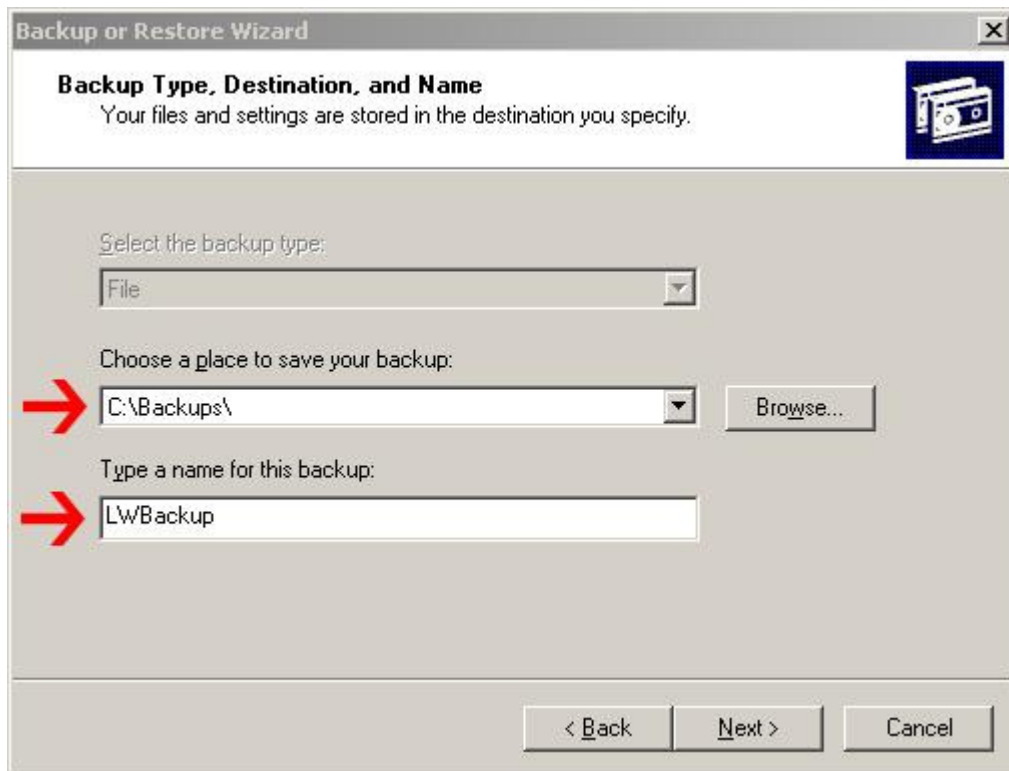 Backup or Restore Wizard
Backup Type, Destination, and Name
Your files and settings are stored in the destination you specify.
Select the backup type:
File
Choose a place to save your backup:
C:\Backups\
Browse...
Type a name for this backup:
LWBackup
< Back
Next >
Cancel